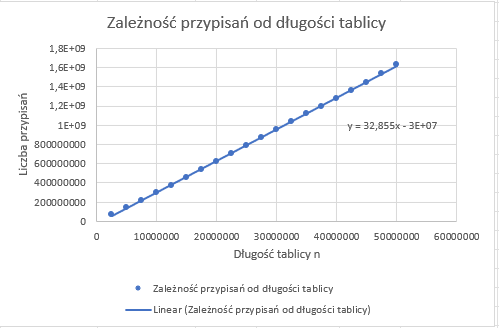 Zależność przypisań od długości tablicy
1,8E+09
1,6E+09
1,4E+09
1,2E+09
1E+09
800000000
600000000
400000000
200000000
0
Liczba przypisań
y = 32,855x - 3E+07
0 10000000 20000000 30000000 40000000 50000000 60000000
Długość tablicy n
Zależność przypisań od długości tablicy
Linear (Zależność przypisań od długości tablicy)